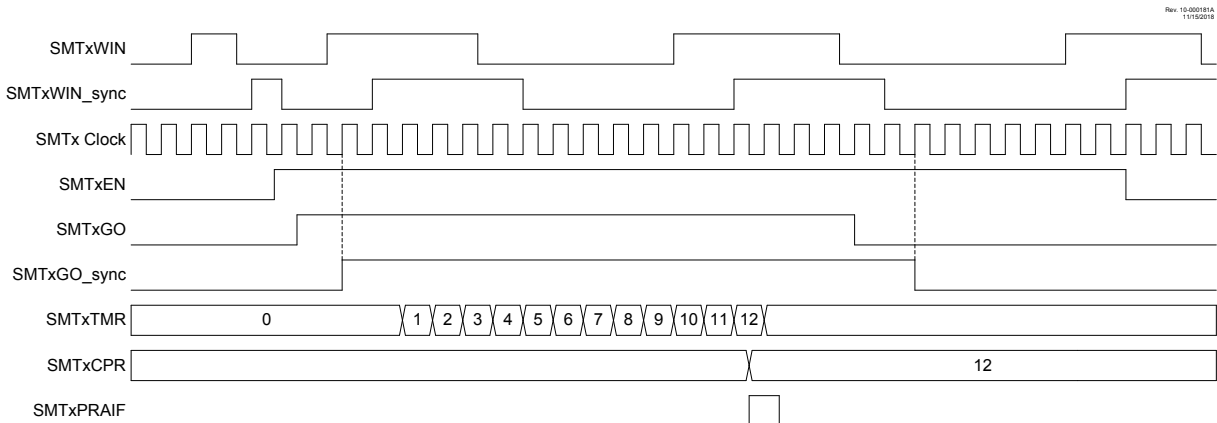 Rev. 10-000181A
11/15/2018
SMTxWIN
SMTxWIN_sync
SMTx Clock
SMTxEN
SMTxGO
SMTxGO_sync
SMTxTMR 0 1 2 3 4 5 6 7 8 9 10 11 12
SMTxCPR 12
SMTxPRAIF